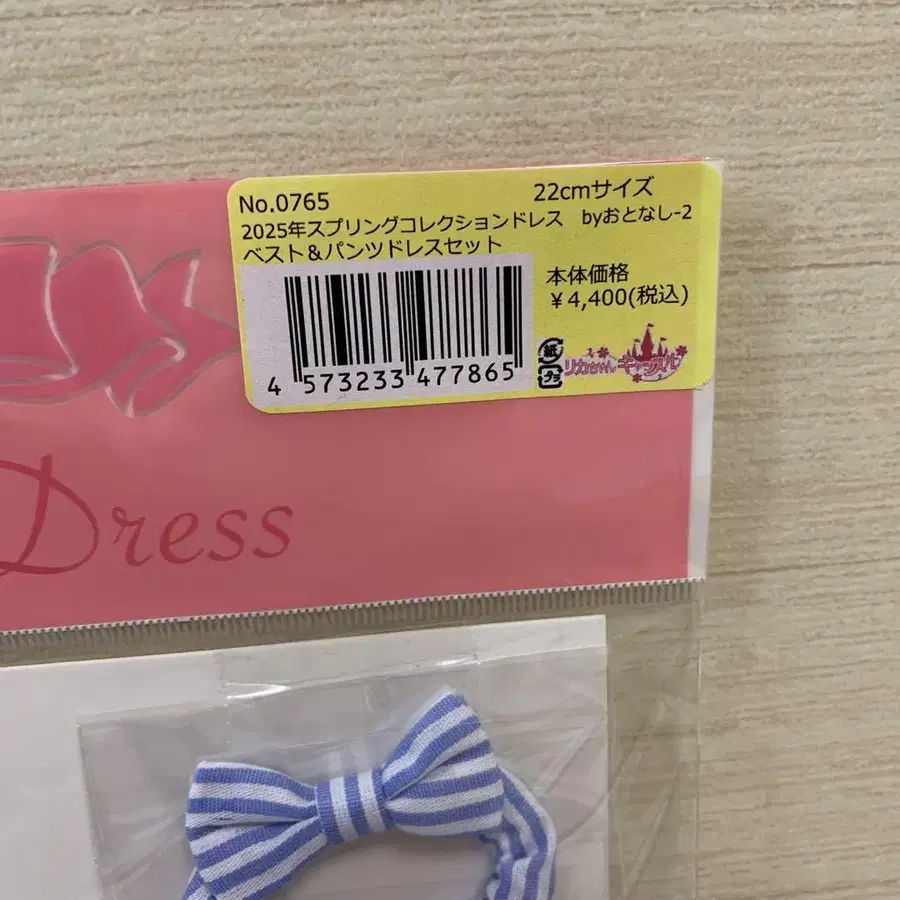 No.0765 22cmサイズ
2025年スプリングコレクションドレス byおとなし-2
ベスト＆パンツドレスセット
本体価格
￥4,400(税込)
4 573233 477865
紙
プラ
リカちゃん キャッスル
Dress